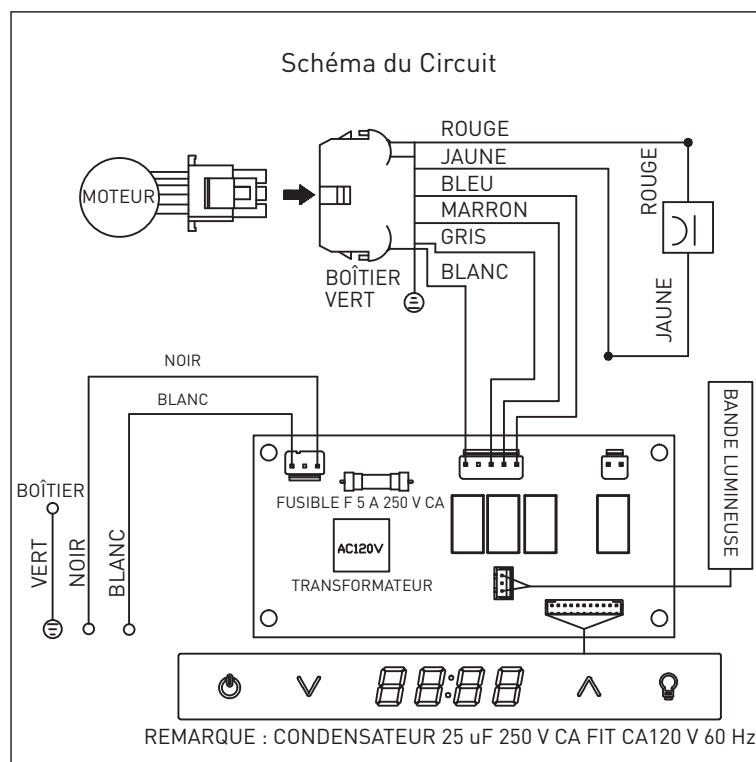 Schéma du Circuit
ROUGE
JAUNE
BLEU
MARRON
GRIS
BLANC
MOTEUR
BOÎTIER
VERT
ROUGE
JAUNE
NOIR
BLANC
BANDE LUMINEUSE
BOÎTIER
VERT
NOIR
BLANC
FUSIBLE F 5 A 250 V CA
AC120V
TRANSFORMATEUR
88:88
REMARQUE : CONDENSATEUR 25 uF 250 V CA FIT CA120 V 60 Hz